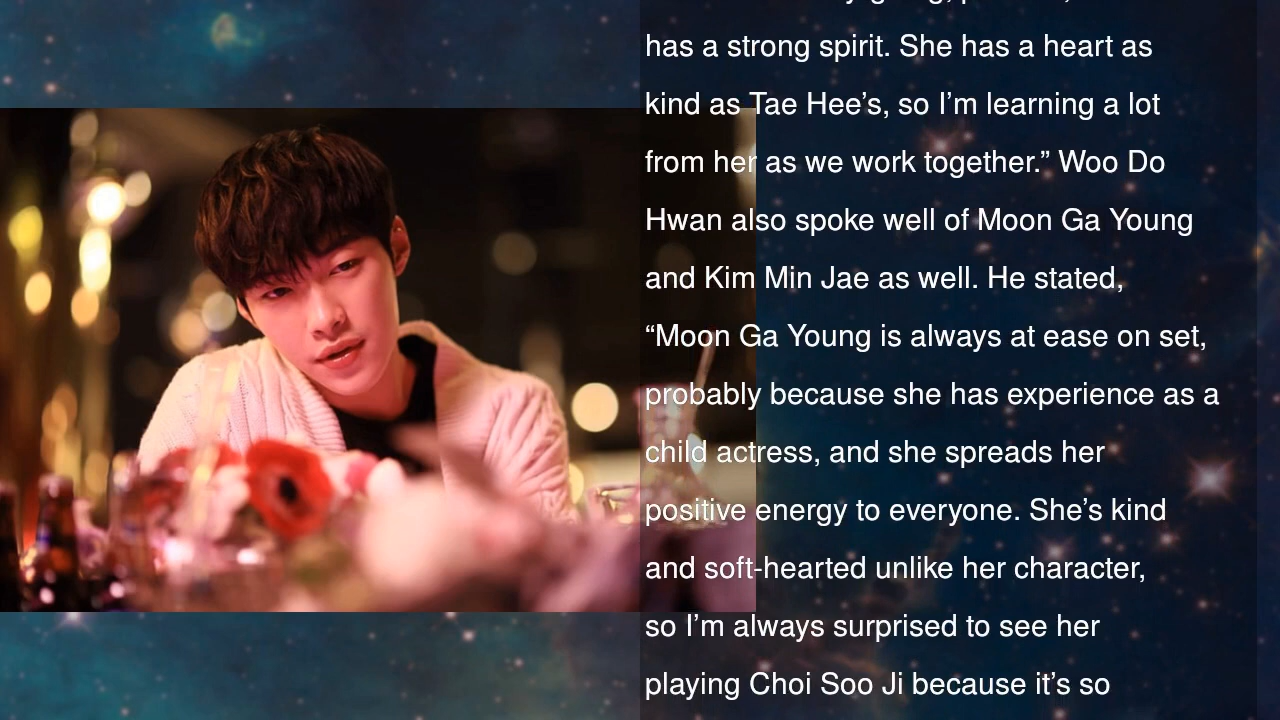 has a strong spirit. She has a heart as
kind as Tae Hee’s, so I’m learning a lot
from her as we work together.” Woo Do
Hwan also spoke well of Moon Ga Young
and Kim Min Jae as well. He stated,
“Moon Ga Young is always at ease on set,
probably because she has experience as a
child actress, and she spreads her
positive energy to everyone. She’s kind
and soft-hearted unlike her character,
so I’m always surprised to see her
playing Choi Soo Ji because it’s so